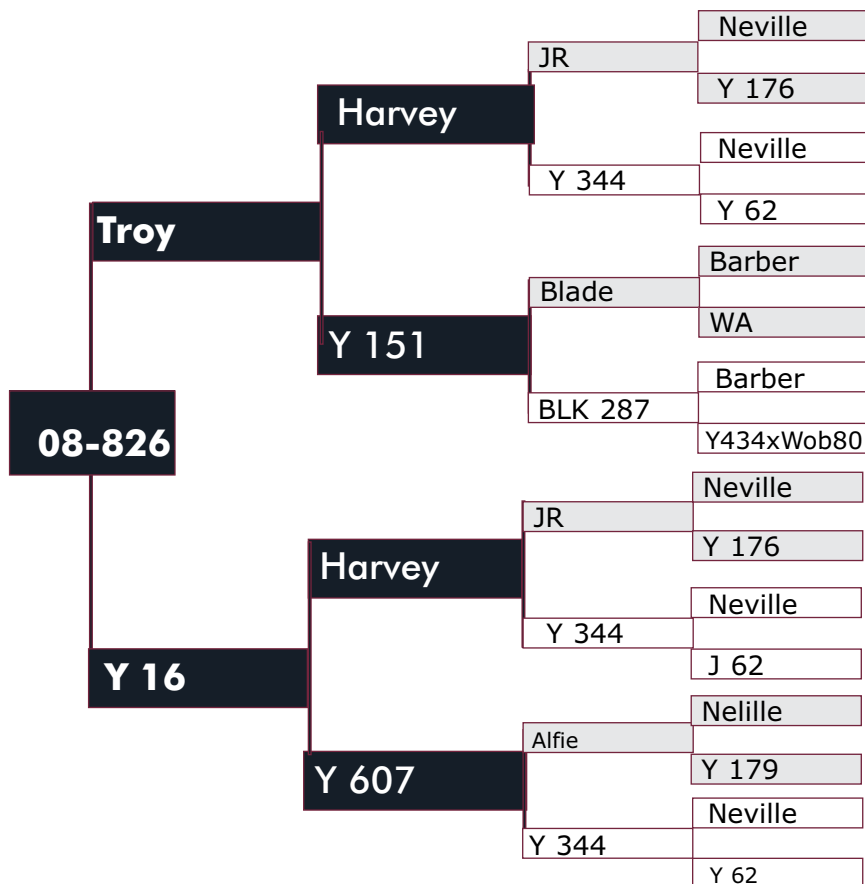 Neville
JR
Y 176
Harvey
Neville
Y 344
Y 62
Troy
Barber
Blade
WA
Y 151
Barber
BLK 287
Y434xWob80
08-826
Neville
JR
Y 176
Harvey
Neville
Y 344
J 62
Y 16
Nelille
Alfie
Y 179
Y 607
Neville
Y 344
Y 62